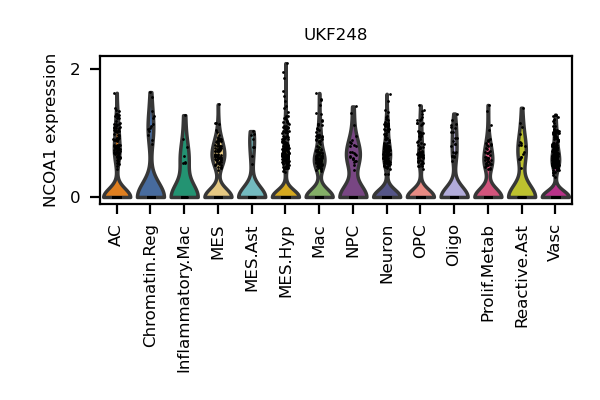 UKF248
NCOA1 expression
2
0
AC
Chromatin.Reg
Inflammatory.Mac
MES
MES.Ast
MES.Hyp
Mac
NPC
Neuron
OPC
Oligo
Prolif.Metab
Reactive.Ast
Vasc